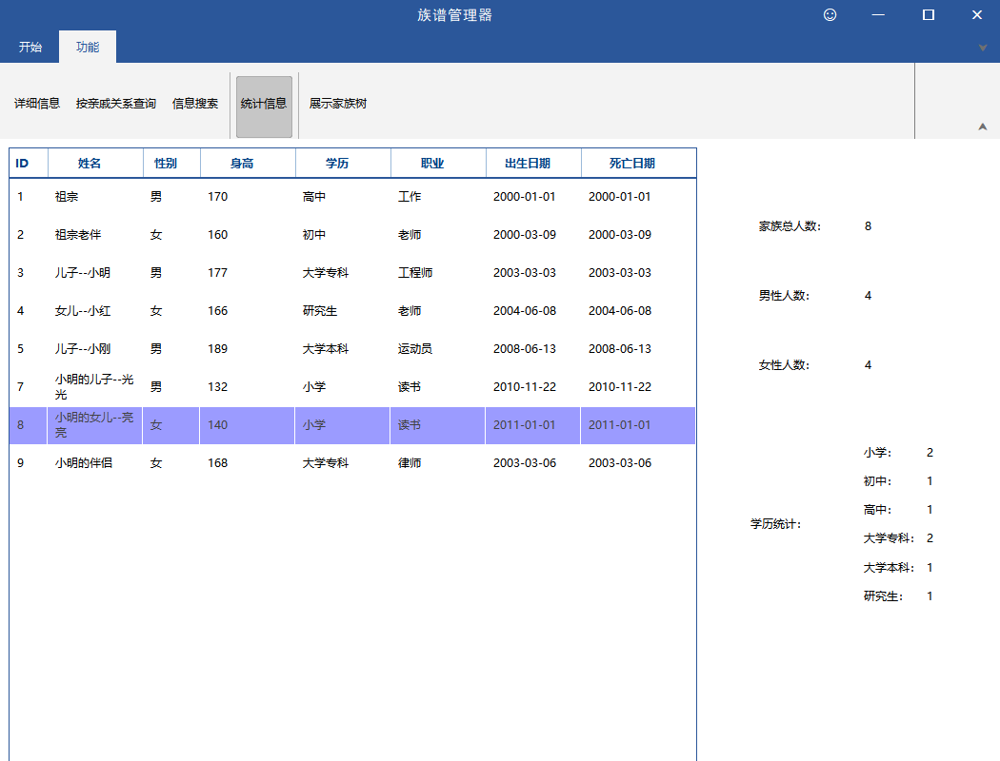 族谱管理器
开始 功能
详细信息 按亲戚关系查询 信息搜索 统计信息 展示家族树
ID 姓名 性别 身高 学历 职业 出生日期 死亡日期
1 祖宗 男 170 高中 工作 2000-01-01 2000-01-01
2 祖宗老伴 女 160 初中 老师 2000-03-09 2000-03-09
3 儿子--小明 男 177 大学专科 工程师 2003-03-03 2003-03-03
4 女儿--小红 女 166 研究生 老师 2004-06-08 2004-06-08
5 儿子--小刚 男 189 大学本科 运动员 2008-06-13 2008-06-13
7 小明的儿子--光光 男 132 小学 读书 2010-11-22 2010-11-22
8 小明的女儿--亮亮 女 140 小学 读书 2011-01-01 2011-01-01
9 小明的伴侣 女 168 大学专科 律师 2003-03-06 2003-03-06
家族总人数： 8
男性人数： 4
女性人数： 4
学历统计：
小学： 2
初中： 1
高中： 1
大学专科： 2
大学本科： 1
研究生： 1